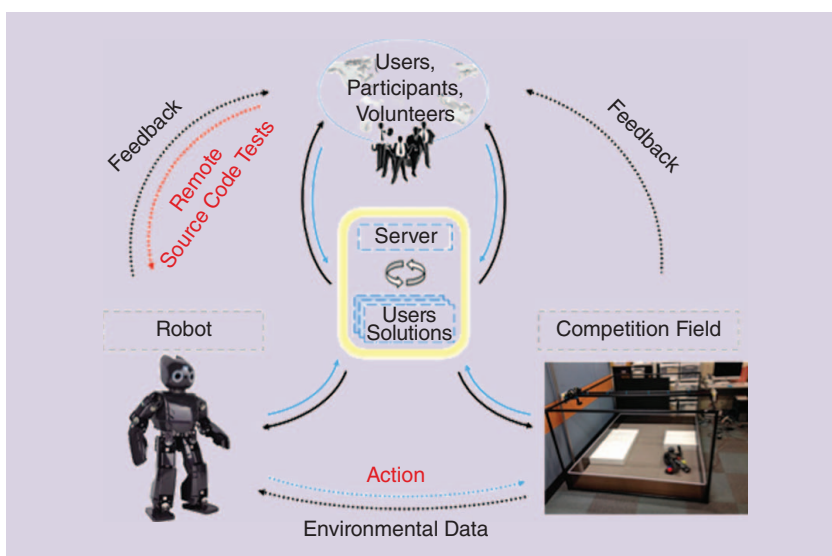 Users,
Participants,
Volunteers
Feedback
Remote
Source Code Tests
Feedback
Server
Users
Solutions
Robot
Competition Field
Action
Environmental Data